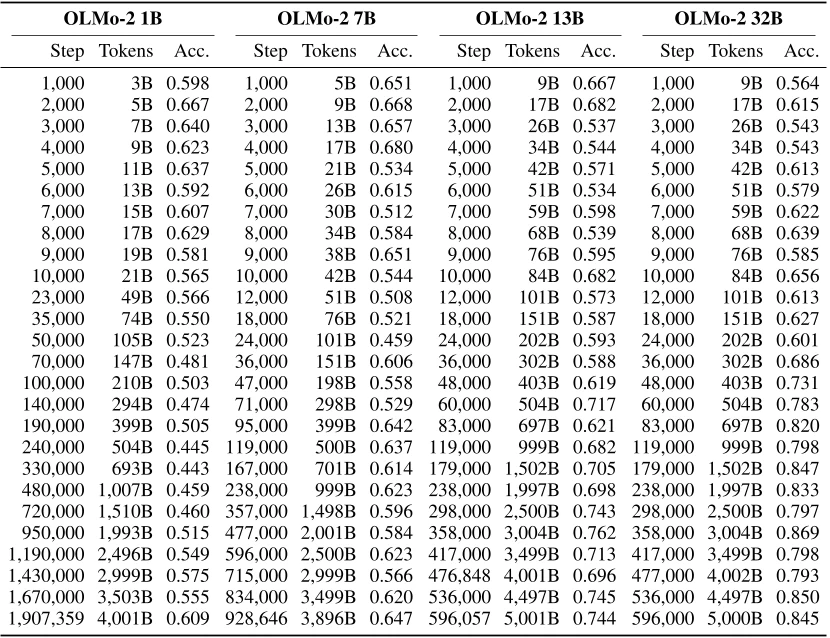 OLMo-2 1B OLMo-2 7B OLMo-2 13B OLMo-2 32B
Step Tokens Acc. Step Tokens Acc. Step Tokens Acc. Step Tokens Acc.
1,000 3B 0.598 1,000 5B 0.651 1,000 9B 0.667 1,000 9B 0.564
2,000 5B 0.667 2,000 9B 0.668 2,000 17B 0.682 2,000 17B 0.615
3,000 7B 0.640 3,000 13B 0.657 3,000 26B 0.537 3,000 26B 0.543
4,000 9B 0.623 4,000 17B 0.680 4,000 34B 0.544 4,000 34B 0.543
5,000 11B 0.637 5,000 21B 0.534 5,000 42B 0.571 5,000 42B 0.613
6,000 13B 0.592 6,000 26B 0.615 6,000 51B 0.534 6,000 51B 0.579
7,000 15B 0.607 7,000 30B 0.512 7,000 59B 0.598 7,000 59B 0.622
8,000 17B 0.629 8,000 34B 0.584 8,000 68B 0.539 8,000 68B 0.639
9,000 19B 0.581 9,000 38B 0.651 9,000 76B 0.595 9,000 76B 0.585
10,000 21B 0.565 10,000 42B 0.544 10,000 84B 0.682 10,000 84B 0.656
23,000 49B 0.566 12,000 51B 0.508 12,000 101B 0.573 12,000 101B 0.613
35,000 74B 0.550 18,000 76B 0.521 18,000 151B 0.587 18,000 151B 0.627
50,000 105B 0.523 24,000 101B 0.459 24,000 202B 0.593 24,000 202B 0.601
70,000 147B 0.481 36,000 151B 0.606 36,000 302B 0.588 36,000 302B 0.686
100,000 210B 0.503 47,000 198B 0.558 48,000 403B 0.619 48,000 403B 0.731
140,000 294B 0.474 71,000 298B 0.529 60,000 504B 0.717 60,000 504B 0.783
190,000 399B 0.505 95,000 399B 0.642 83,000 697B 0.621 83,000 697B 0.820
240,000 504B 0.445 119,000 500B 0.637 119,000 999B 0.682 119,000 999B 0.798
330,000 693B 0.443 167,000 701B 0.614 179,000 1,502B 0.705 179,000 1,502B 0.847
480,000 1,007B 0.459 238,000 999B 0.623 238,000 1,997B 0.698 238,000 1,997B 0.833
720,000 1,510B 0.460 357,000 1,498B 0.596 298,000 2,500B 0.743 298,000 2,500B 0.797
950,000 1,993B 0.515 477,000 2,001B 0.584 358,000 3,004B 0.762 358,000 3,004B 0.869
1,190,000 2,496B 0.549 596,000 2,500B 0.623 417,000 3,499B 0.713 417,000 3,499B 0.798
1,430,000 2,999B 0.575 715,000 2,999B 0.566 476,848 4,001B 0.696 477,000 4,002B 0.793
1,670,000 3,503B 0.555 834,000 3,499B 0.620 536,000 4,497B 0.745 536,000 4,497B 0.850
1,907,359 4,001B 0.609 928,646 3,896B 0.647 596,057 5,001B 0.744 596,000 5,000B 0.845